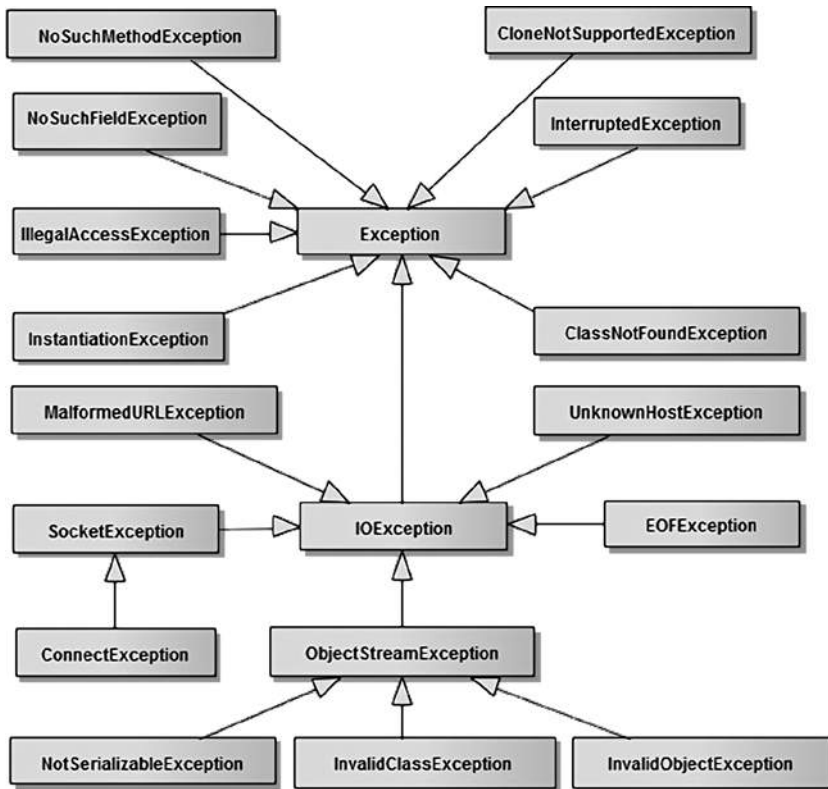 NoSuchMethodException
CloneNotSupportedException
NoSuchFieldException
InterruptedException
IllegalAccessException
Exception
InstantiationException
ClassNotFoundException
MalformedURLException
UnknownHostException
SocketException
IOException
EOFException
ConnectException
ObjectStreamException
NotSerializableException
InvalidClassException
InvalidObjectException